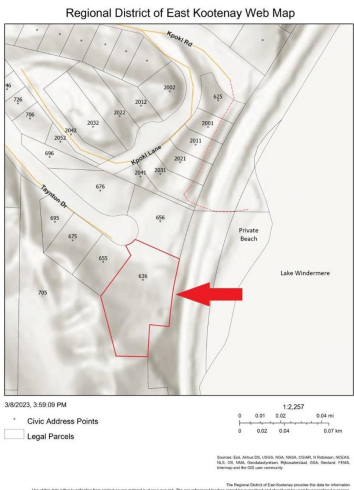 Regional District of East Kootenay Web Map
Kpoki Rd
2002
625
46
726
2012
706
2022
2001
2032
2042
2011
2052
Kpoki Lane
696
2021
2031
2041
676
Taynton Dr
656
695
Private
Beach
675
655
Lake Windermere
636
705
3/8/2023, 3:59:09 PM
Civic Address Points
Legal Parcels
1:2,257
0 0.01 0.02 0.04 mi
0 0.02 0.04 0.07 km
Sources: Esri, Airbus DS, USGS, NGA, NASA, CGIAR, N Robinson, NCEAS,
NLS, OS, NMA, Geodatastyrelsen, Rijkswaterstaat, GSA, Geoland, FEMA,
Intermap and the GIS user community
The Regional District of East Kootenay provides the data for information